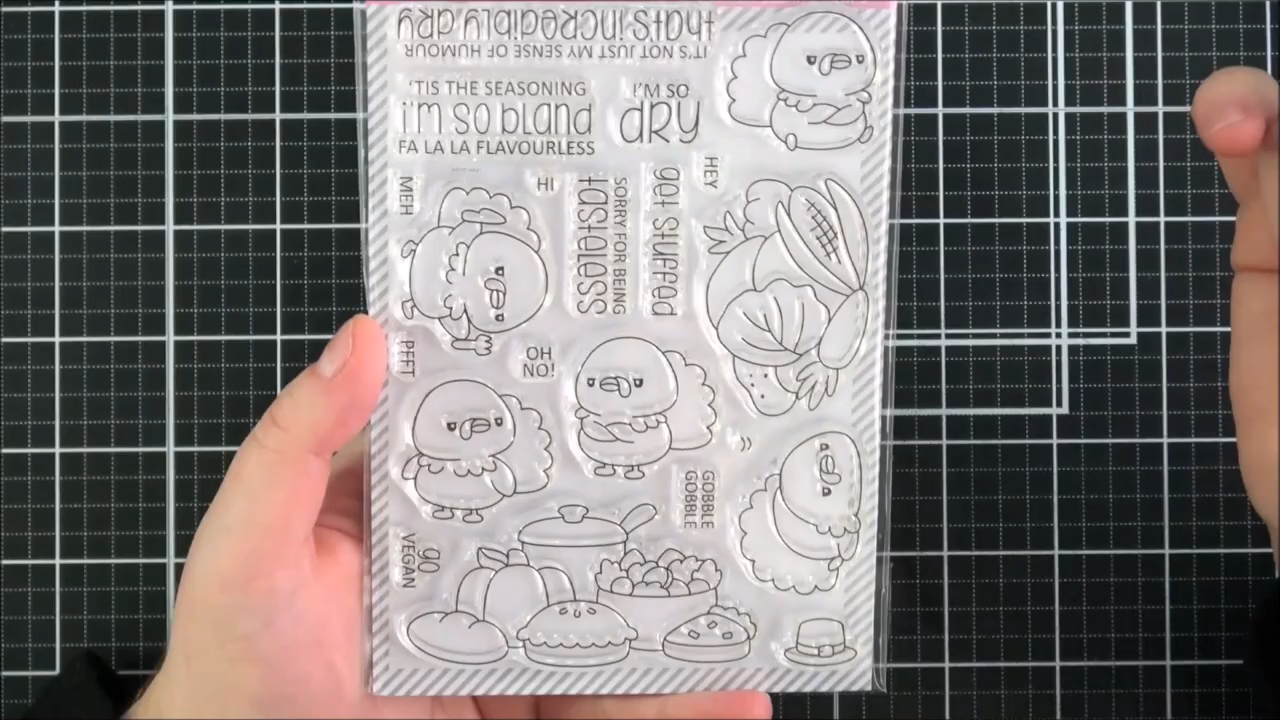 IT'S NOT JUST MY SENSE OF HUMOUR
that's incredibly dry
'TIS THE SEASONING
i'm so bland
FA LA LA FLAVOURLESS
I'M SO
dry
HEY
MEH
HI
SORRY FOR BEING
tasteless
got stuffed
PFFT
OH
NO!
GOBBLE
GOBBLE
go
VEGAN